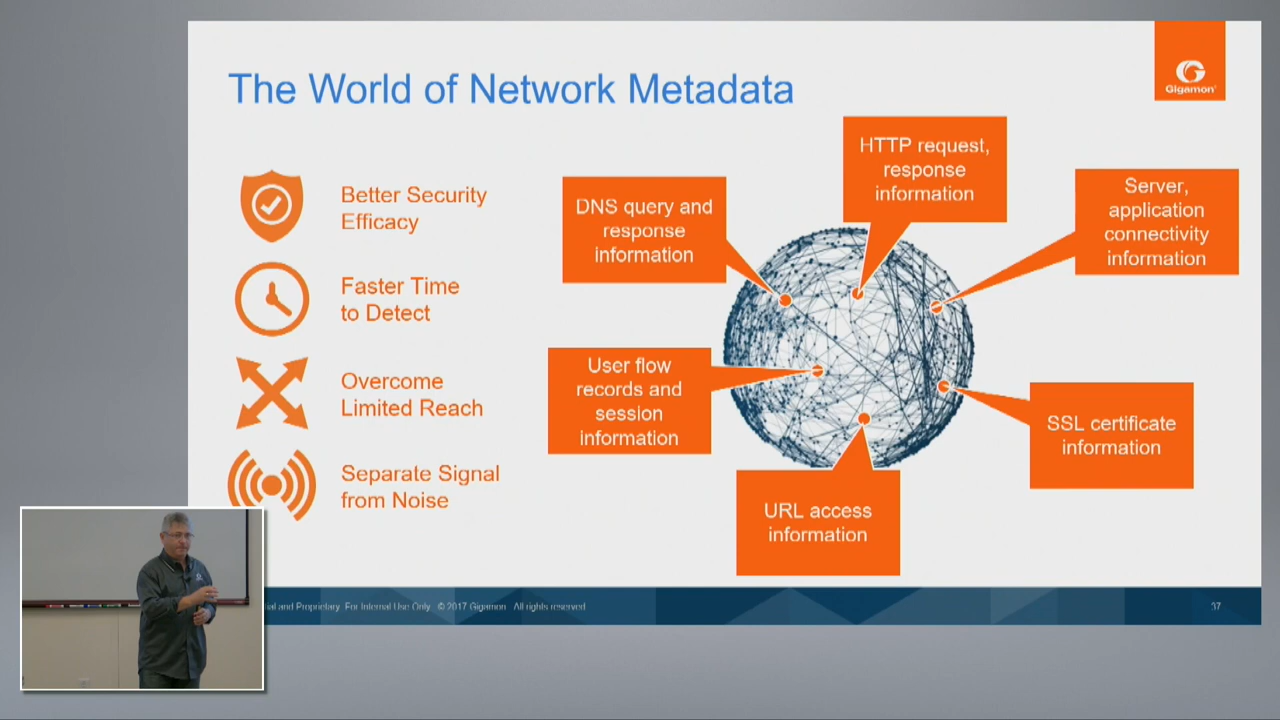 The World of Network Metadata
Gigamon
Better Security
Efficacy
Faster Time
to Detect
Overcome
Limited Reach
Separate Signal
from Noise
DNS query and
response
information
HTTP request,
response
information
Server,
application
connectivity
information
User flow
records and
session
information
SSL certificate
information
URL access
information
and Proprietary. For Internal Use Only. © 2017 Gigamon. All rights reserved.
37